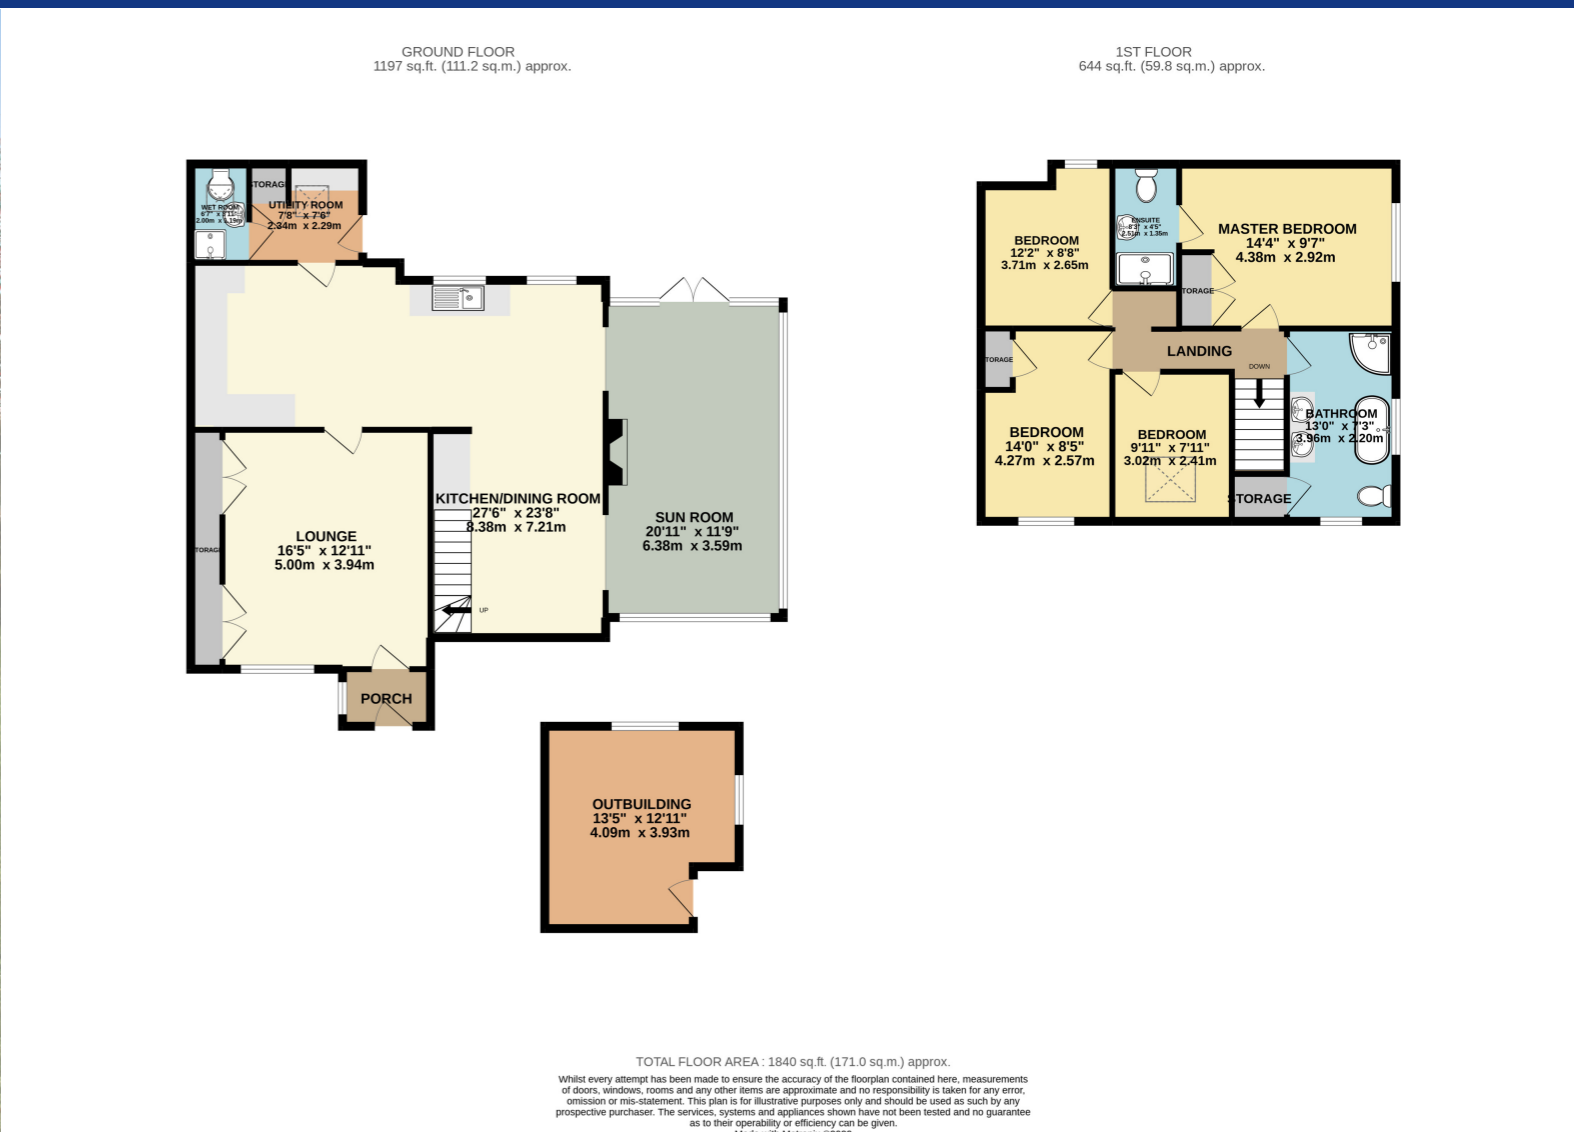 GROUND FLOOR
1197 sq.ft. (111.2 sq.m.) approx.
1ST FLOOR
644 sq.ft. (59.8 sq.m.) approx.
WET ROOM
UTILITY ROOM
7'8" x 7'6"
2.34m x 2.29m
KITCHEN/DINING ROOM
27'6" x 23'8"
8.38m x 7.21m
UP
LOUNGE
16'5" x 12'11"
5.00m x 3.94m
SUN ROOM
20'11" x 11'9"
6.38m x 3.59m
PORCH
OUTBUILDING
13'5" x 12'11"
4.09m x 3.93m
BEDROOM
12'2" x 8'8"
3.71m x 2.65m
ENSUITE
8'3" x 4'5"
2.51m x 1.35m
MASTER BEDROOM
14'4" x 9'7"
4.38m x 2.92m
STORAGE
LANDING
DOWN
BEDROOM
14'0" x 8'5"
4.27m x 2.57m
BEDROOM
9'11" x 7'11"
3.02m x 2.41m
BATHROOM
13'0" x 7'3"
3.96m x 2.20m
STORAGE
TOTAL FLOOR AREA : 1840 sq.ft. (171.0 sq.m.) approx.
Whilst every attempt has been made to ensure the accuracy of the floorplan contained here, measurements
of doors, windows, rooms and any other items are approximate and no responsibility is taken for any error,
omission or mis-statement. This plan is for illustrative purposes only and should be used as such by any
prospective purchaser. The services, systems and appliances shown have not been tested and no guarantee
as to their operability or efficiency can be given.